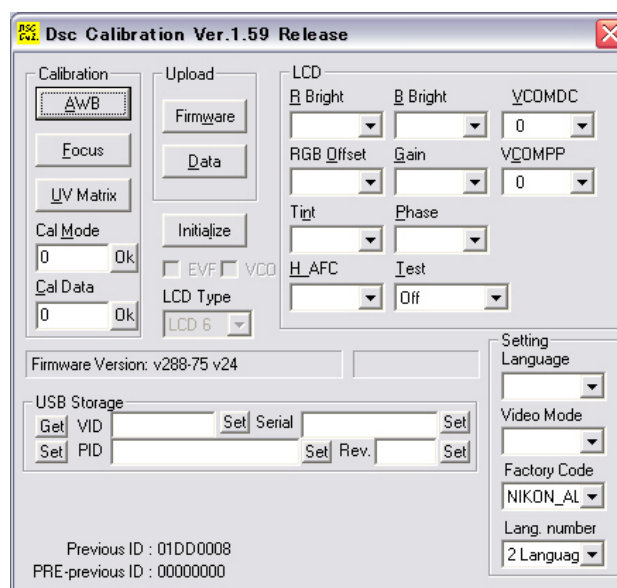 DSC CAL. Dsc Calibration Ver.1.59 Release
Calibration
AWB
Focus
UV Matrix
Cal Mode
0 Ok
Cal Data
0 Ok
Upload
Firmware
Data
Initialize
EVF VCO
LCD Type
LCD 6
LCD
R Bright B Bright VCOMDC
0
RGB Offset Gain VCOMPP
0
Tint Phase
H_AFC Test
Off
Firmware Version: v288-75 v24
USB Storage
Get VID Set Serial Set
Set PID Set Rev. Set
Setting
Language
Video Mode
Factory Code
NIKON_AL
Lang. number
2 Languag
Previous ID : 01DD0008
PRE-previous ID : 00000000